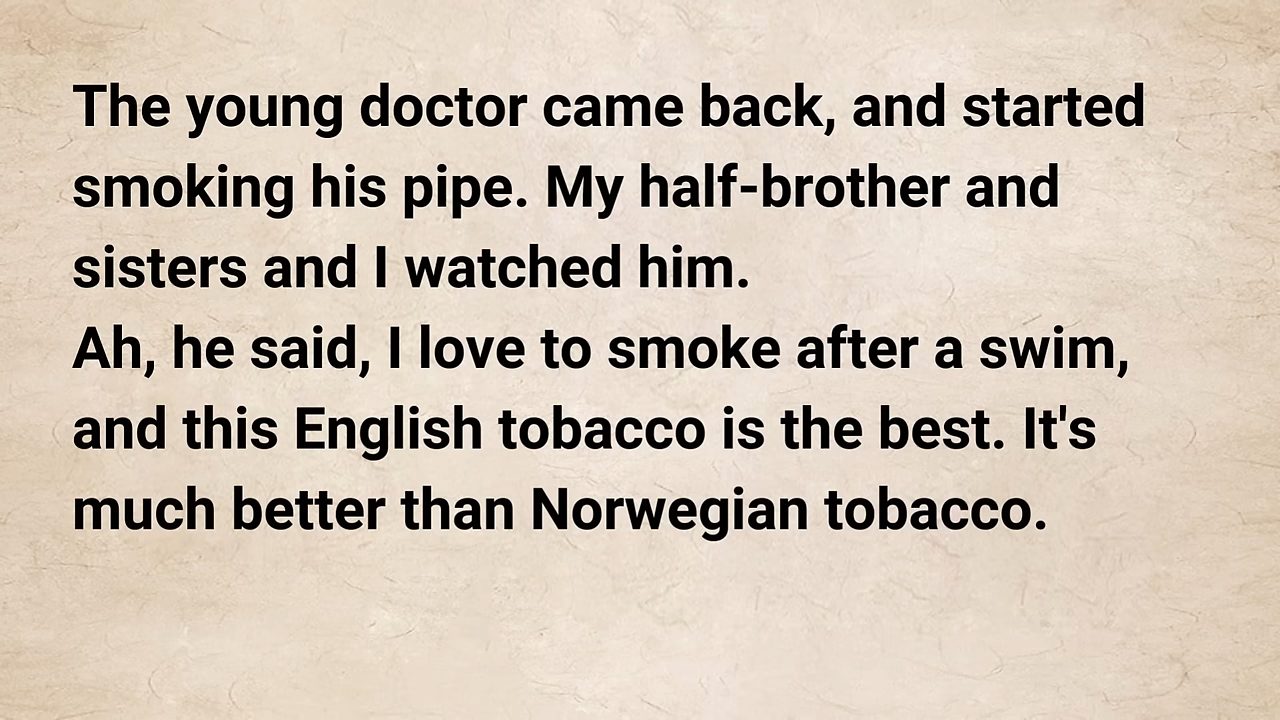 The young doctor came back, and started
smoking his pipe. My half-brother and
sisters and I watched him.
Ah, he said, I love to smoke after a swim,
and this English tobacco is the best. It's
much better than Norwegian tobacco.